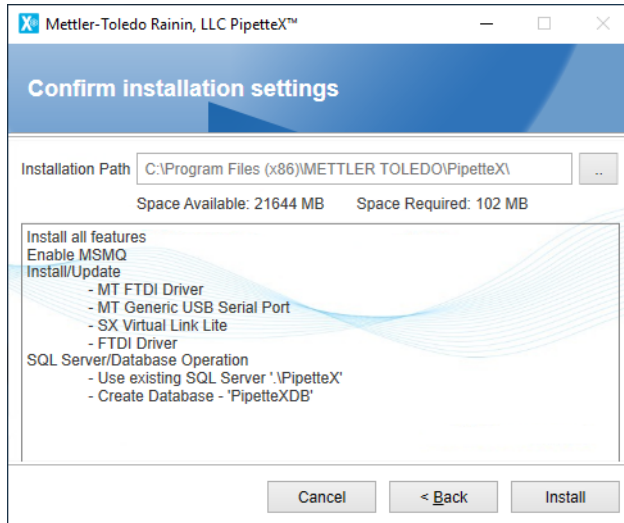 X Mettler-Toledo Rainin, LLC PipetteX™
Confirm installation settings
Installation Path C:\Program Files (x86)\METTLER TOLEDO\PipetteX\ ..
Space Available: 21644 MB Space Required: 102 MB
Install all features
Enable MSMQ
Install/Update
- MT FTDI Driver
- MT Generic USB Serial Port
- SX Virtual Link Lite
- FTDI Driver
SQL Server/Database Operation
- Use existing SQL Server '.\PipetteX'
- Create Database - 'PipetteXDB'
Cancel < Back Install